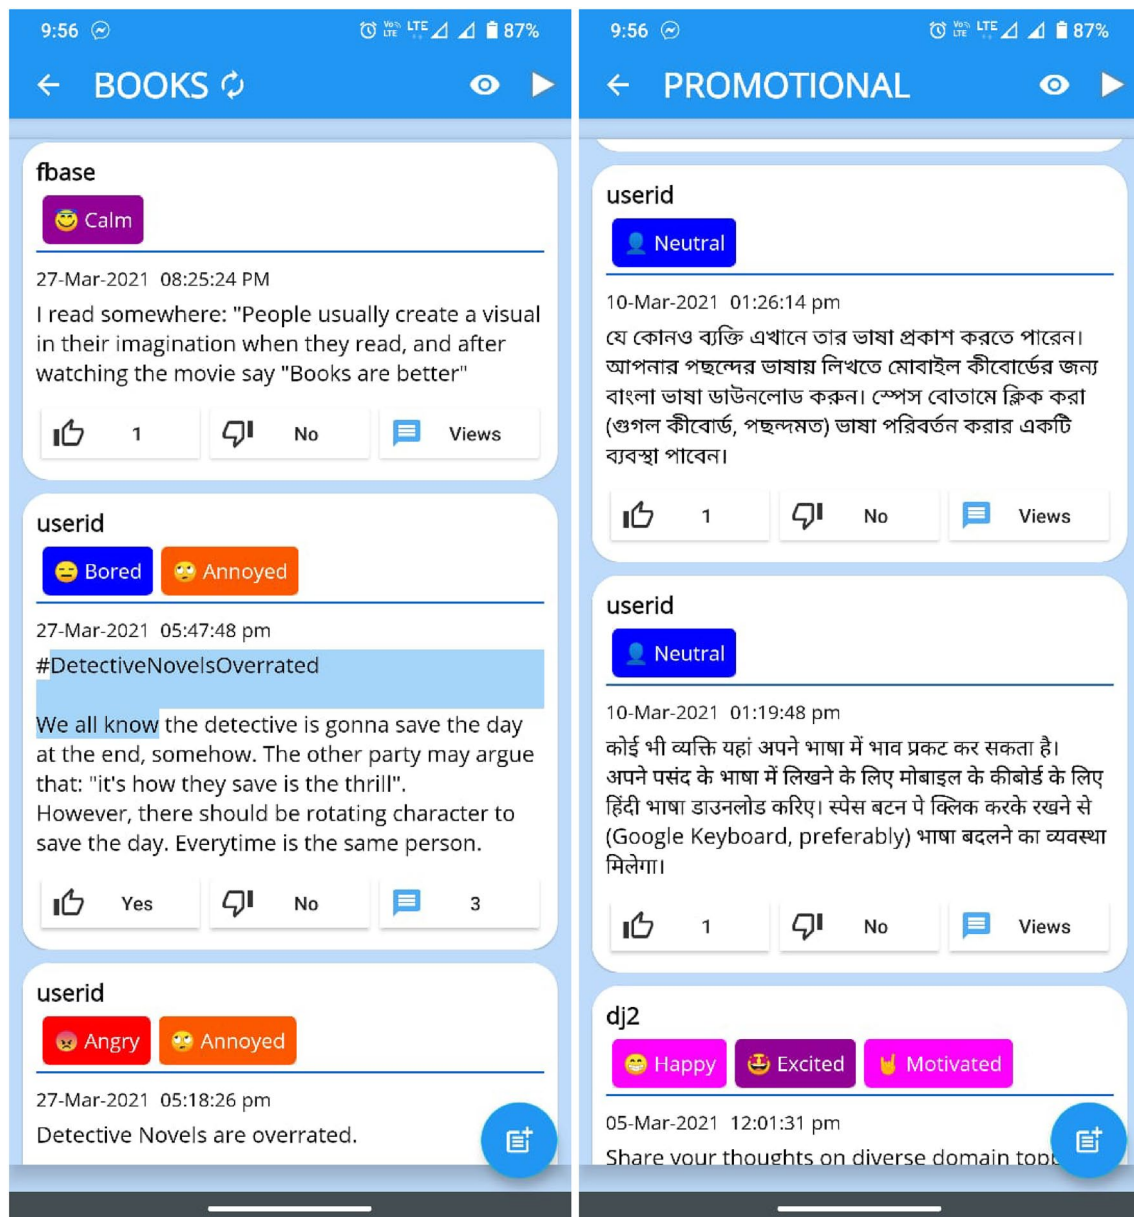 9:56 VoD LTE LTE 87%
BOOKS
fbase
Calm
27-Mar-2021 08:25:24 PM
I read somewhere: "People usually create a visual
in their imagination when they read, and after
watching the movie say "Books are better"
1 No Views
userid
Bored Annoyed
27-Mar-2021 05:47:48 pm
#DetectiveNovelsOverrated
We all know the detective is gonna save the day
at the end, somehow. The other party may argue
that: "it's how they save is the thrill".
However, there should be rotating character to
save the day. Everytime is the same person.
Yes No 3
userid
Angry Annoyed
27-Mar-2021 05:18:26 pm
Detective Novels are overrated.
9:56 VoD LTE LTE 87%
PROMOTIONAL
userid
Neutral
10-Mar-2021 01:26:14 pm
যে কোনও ব্যক্তি এখানে তার ভাষা প্রকাশ করতে পারেন।
আপনার পছন্দের ভাষায় লিখতে মোবাইল কীবোর্ডের জন্য
বাংলা ভাষা ডাউনলোড করুন। স্পেস বোতামে ক্লিক করা
(গুগল কীবোর্ড, পছন্দমত) ভাষা পরিবর্তন করার একটি
ব্যবস্থা পাবেন।
1 No Views
userid
Neutral
10-Mar-2021 01:19:48 pm
कोई भी व्यक्ति यहां अपने भाषा में भाव प्रकट कर सकता है।
अपने पसंद के भाषा में लिखने के लिए मोबाइल के कीबोर्ड के लिए
हिंदी भाषा डाउनलोड करिए। स्पेस बटन पे क्लिक करके रखने से
(Google Keyboard, preferably) भाषा बदलने का व्यवस्था
मिलेगा।
1 No Views
dj2
Happy Excited Motivated
05-Mar-2021 12:01:31 pm
Share your thoughts on diverse domain